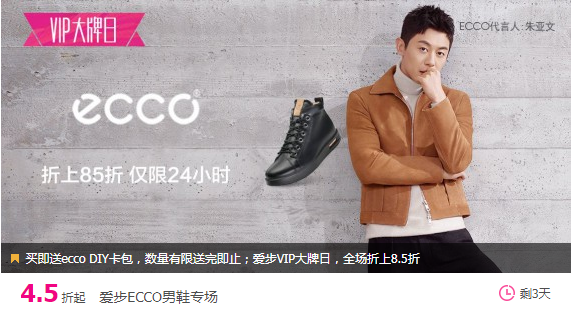 VIP大牌日
ECCO代言人:朱亚文
ecco
折上85折 仅限24小时
买即送ecco DIY卡包，数量有限送完即止；爱步VIP大牌日，全场折上8.5折
4.5折起 爱步ECCO男鞋专场 剩3天